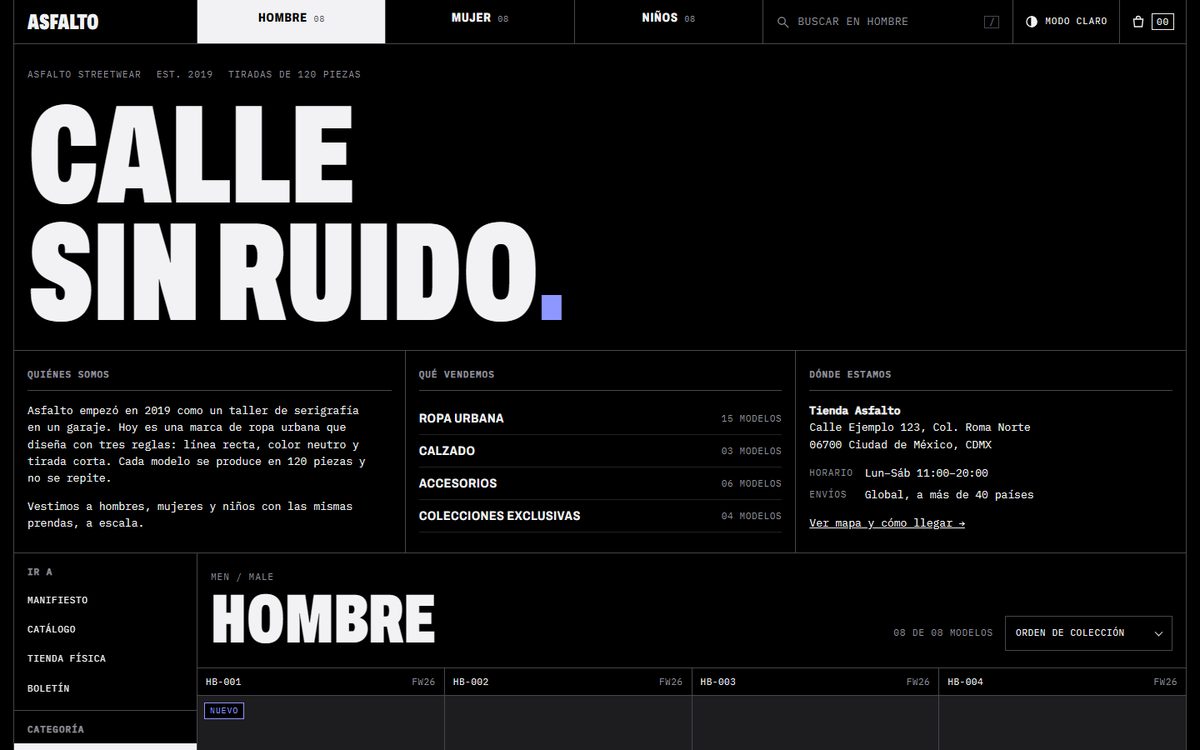 ASFALTO
HOMBRE 08
MUJER 08
NIÑOS 08
BUSCAR EN HOMBRE /
MODO CLARO
00
ASFALTO STREETWEAR EST. 2019 TIRADAS DE 120 PIEZAS
CALLE
SIN RUIDO.
QUIÉNES SOMOS
Asfalto empezó en 2019 como un taller de serigrafía
en un garaje. Hoy es una marca de ropa urbana que
diseña con tres reglas: línea recta, color neutro y
tirada corta. Cada modelo se produce en 120 piezas y
no se repite.
Vestimos a hombres, mujeres y niños con las mismas
prendas, a escala.
QUÉ VENDEMOS
ROPA URBANA 15 MODELOS
CALZADO 03 MODELOS
ACCESORIOS 06 MODELOS
COLECCIONES EXCLUSIVAS 04 MODELOS
DÓNDE ESTAMOS
Tienda Asfalto
Calle Ejemplo 123, Col. Roma Norte
06700 Ciudad de México, CDMX
HORARIO Lun–Sáb 11:00–20:00
ENVÍOS Global, a más de 40 países
Ver mapa y cómo llegar →
IR A
MANIFIESTO
CATÁLOGO
TIENDA FÍSICA
BOLETÍN
CATEGORÍA
MEN / MALE
HOMBRE
08 DE 08 MODELOS
ORDEN DE COLECCIÓN
HB-001 FW26
HB-002 FW26
HB-003 FW26
HB-004 FW26
NUEVO